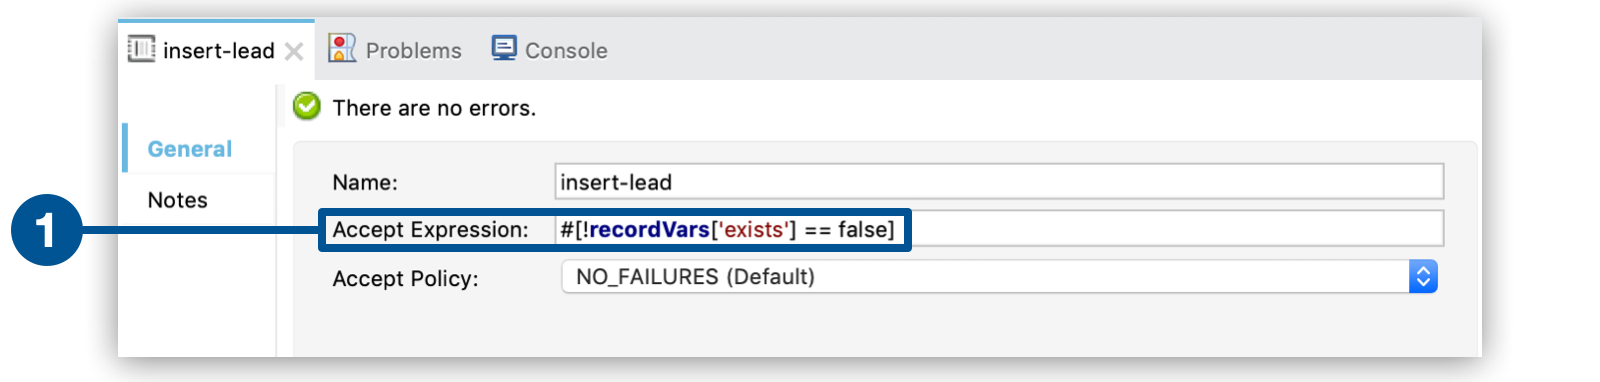 insert-lead Problems Console
There are no errors.
General
Notes
Name: insert-lead
1 Accept Expression: #[!recordVars['exists'] == false]
Accept Policy: NO_FAILURES (Default)